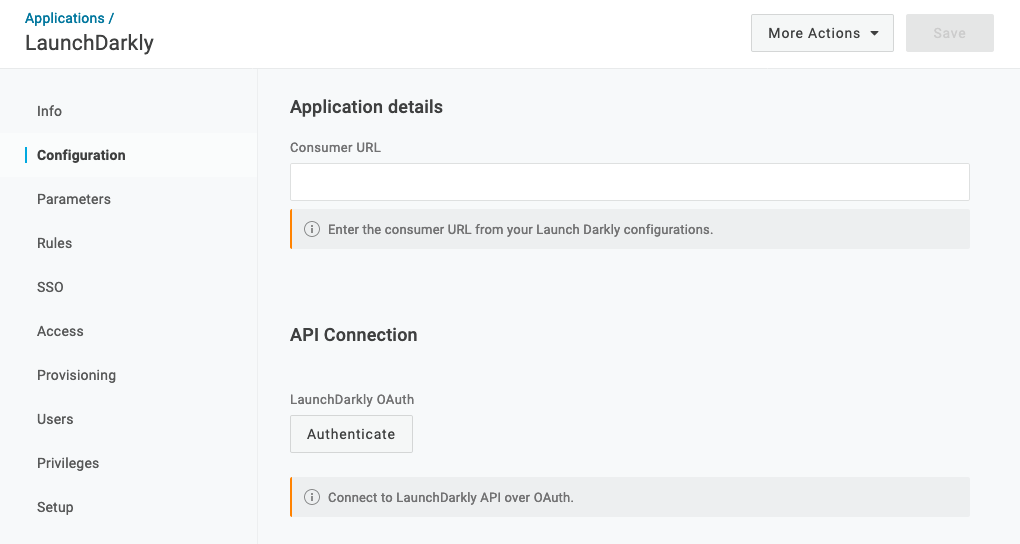 Applications /
LaunchDarkly
More Actions
Save
Info
Configuration
Parameters
Rules
SSO
Access
Provisioning
Users
Privileges
Setup
Application details
Consumer URL
Enter the consumer URL from your Launch Darkly configurations.
API Connection
LaunchDarkly OAuth
Authenticate
Connect to LaunchDarkly API over OAuth.